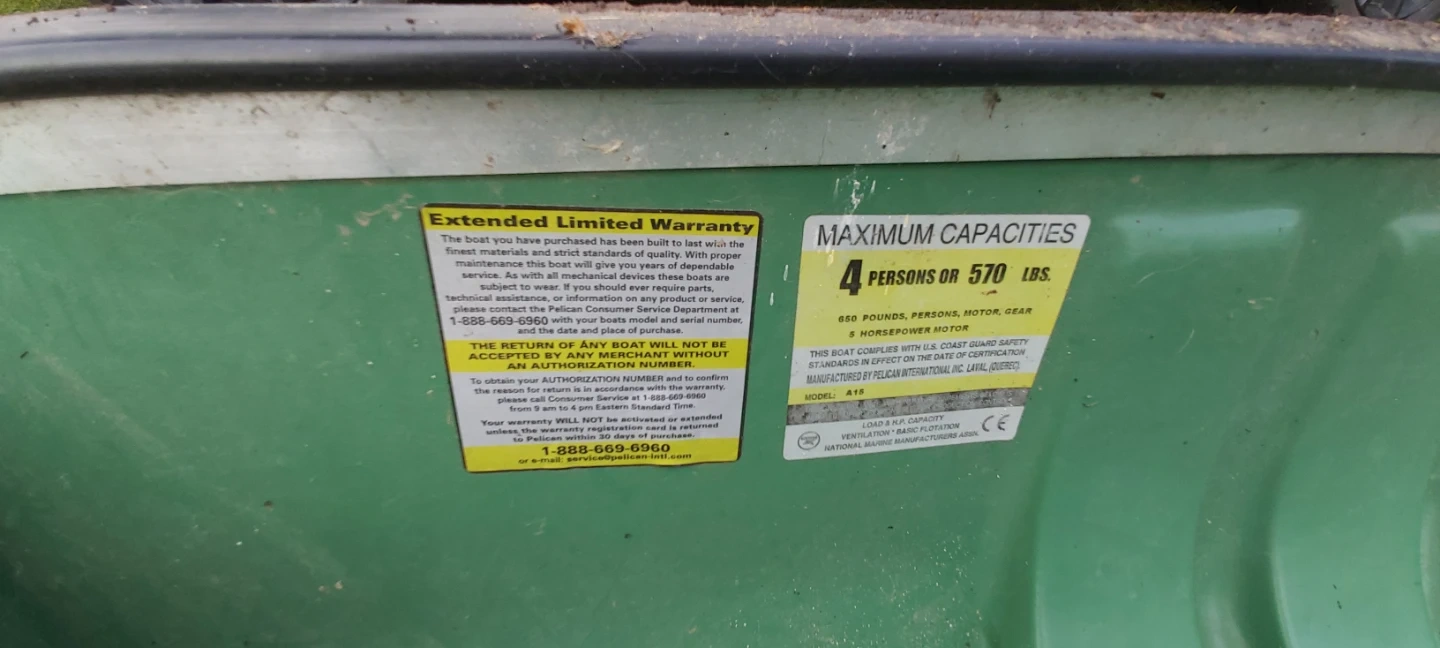 Extended Limited Warranty
The boat you have purchased has been built to last with the
finest materials and strict standards of quality. With proper
maintenance this boat will give you years of dependable
service. As with all mechanical devices these boats are
subject to wear. If you should ever require parts,
technical assistance, or information on any product or service,
please contact the Pelican Consumer Service Department at
1-888-669-6960 with your boats model and serial number,
and the date and place of purchase.
THE RETURN OF ANY BOAT WILL NOT BE
ACCEPTED BY ANY MERCHANT WITHOUT
AN AUTHORIZATION NUMBER.
To obtain your AUTHORIZATION NUMBER and to confirm
the reason for return is in accordance with the warranty,
please call Consumer Service at 1-888-669-6960
from 9 am to 4 pm Eastern Standard Time.
Your warranty WILL NOT be activated or extended
unless the warranty registration card is returned
to Pelican within 30 days of purchase.
1-888-669-6960
or e-mail: service@pelican-intl.com
MAXIMUM CAPACITIES
4 PERSONS OR 570 LBS.
650 POUNDS, PERSONS, MOTOR, GEAR
5 HORSEPOWER MOTOR
THIS BOAT COMPLIES WITH U.S. COAST GUARD SAFETY
STANDARDS IN EFFECT ON THE DATE OF CERTIFICATION
MANUFACTURED BY PELICAN INTERNATIONAL INC. LAVAL, (QUEBEC)
MODEL: A15
LOAD & H.P. CAPACITY
VENTILATION * BASIC FLOTATION
NATIONAL MARINE MANUFACTURERS ASSN.
CE